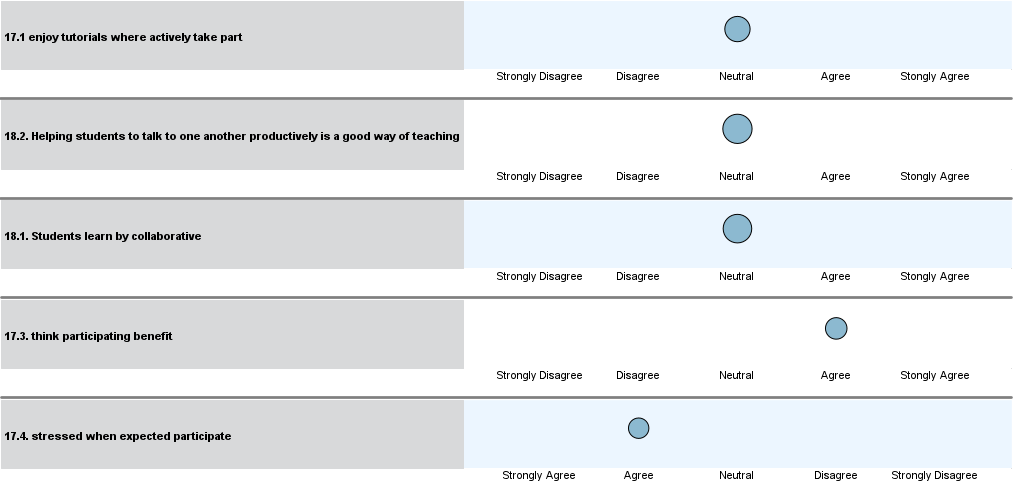 17.1 enjoy tutorials where actively take part
Strongly Disagree Disagree Neutral Agree Stongly Agree
18.2. Helping students to talk to one another productively is a good way of teaching
Strongly Disagree Disagree Neutral Agree Stongly Agree
18.1. Students learn by collaborative
Strongly Disagree Disagree Neutral Agree Stongly Agree
17.3. think participating benefit
Strongly Disagree Disagree Neutral Agree Stongly Agree
17.4. stressed when expected participate
Strongly Agree Agree Neutral Disagree Strongly Disagree